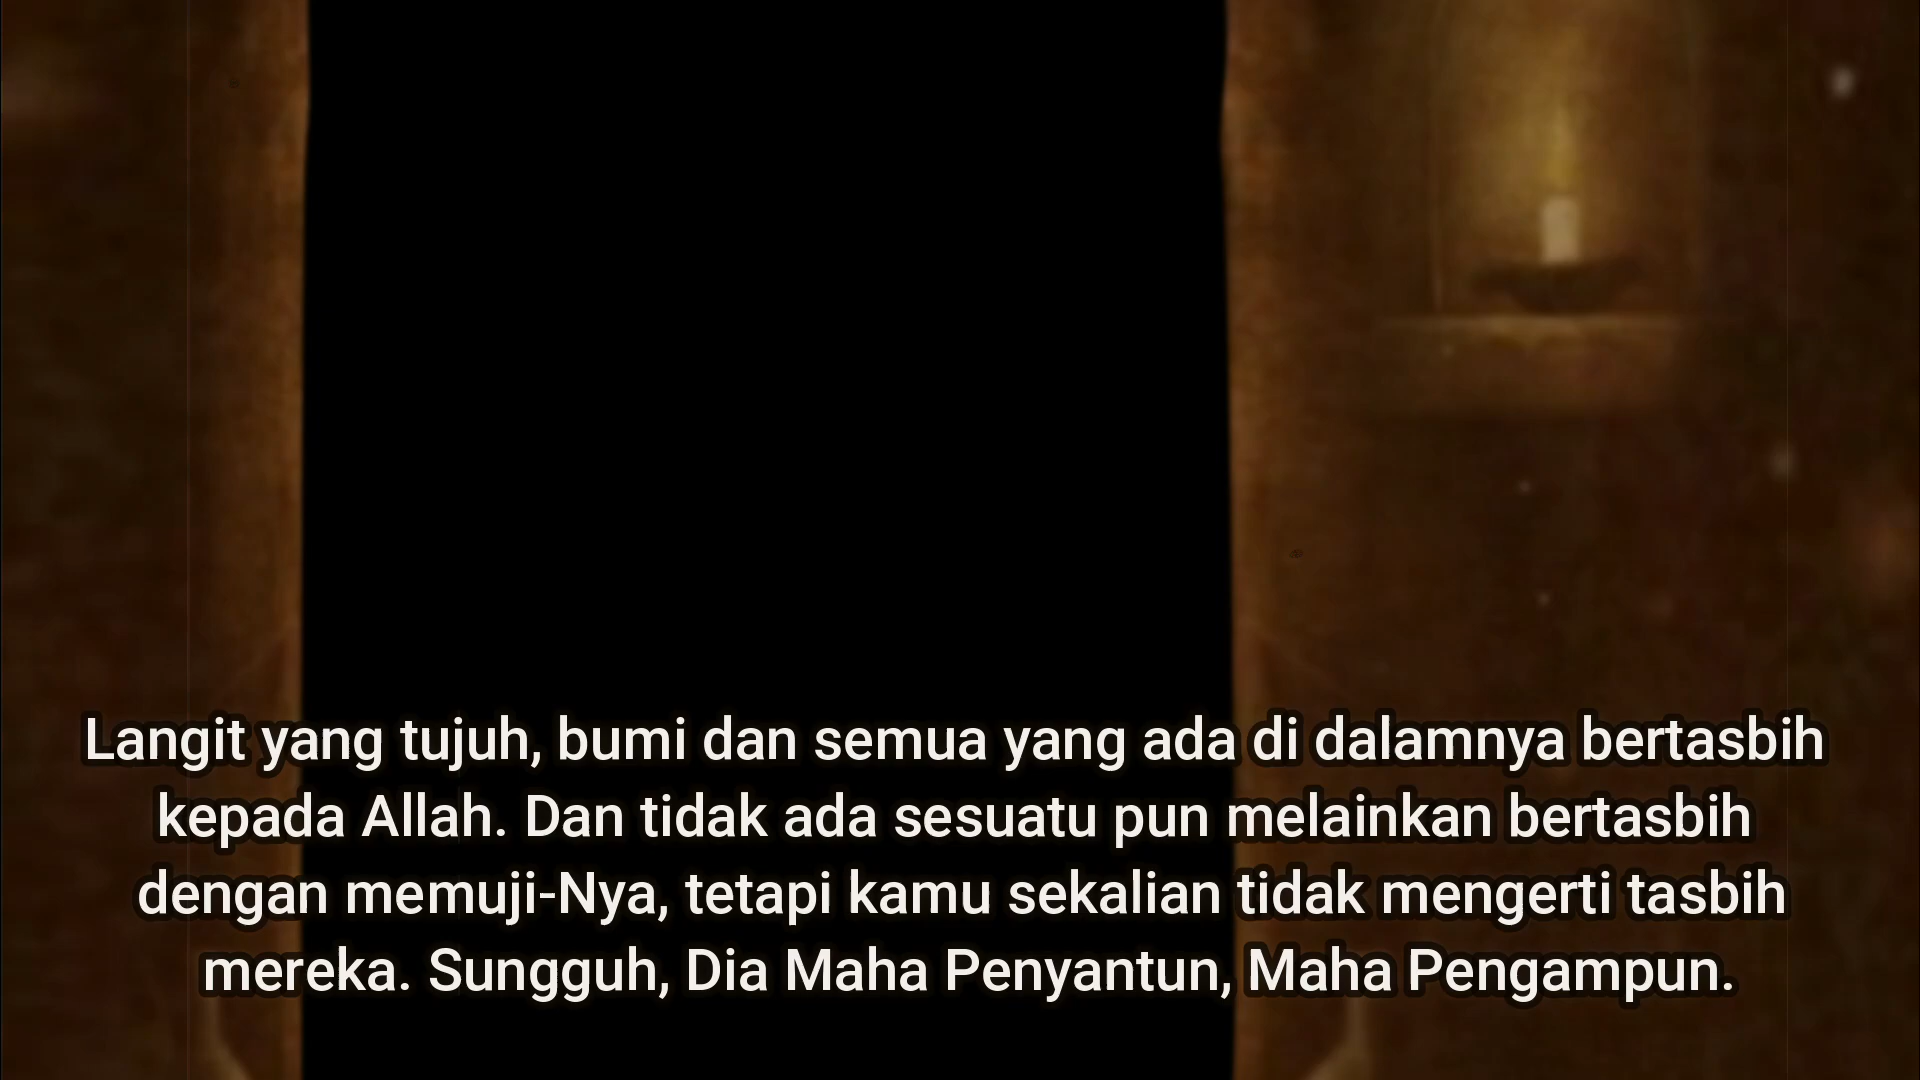 Langit yang tujuh, bumi dan semua yang ada di dalamnya bertasbih
kepada Allah. Dan tidak ada sesuatu pun melainkan bertasbih
dengan memuji-Nya, tetapi kamu sekalian tidak mengerti tasbih
mereka. Sungguh, Dia Maha Penyantun, Maha Pengampun.